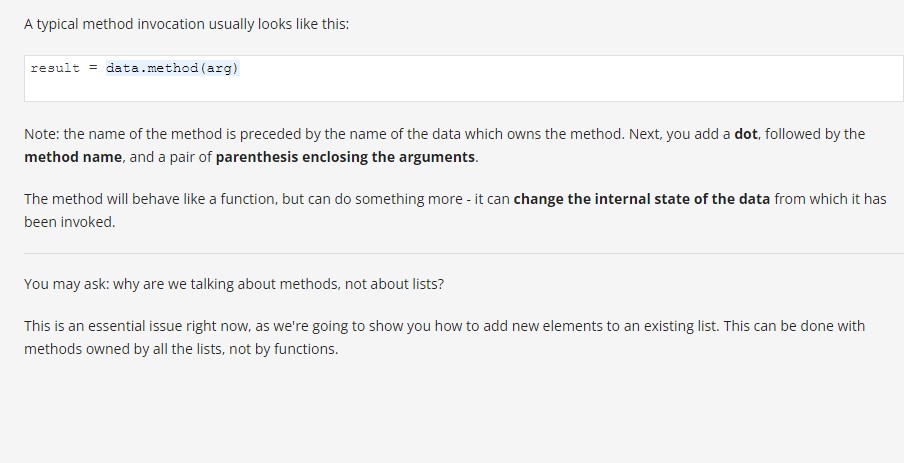 A typical method invocation usually looks like this:
result = data.method(arg)
Note: the name of the method is preceded by the name of the data which owns the method. Next, you add a dot, followed by the
method name, and a pair of parenthesis enclosing the arguments.
The method will behave like a function, but can do something more - it can change the internal state of the data from which it has
been invoked.
You may ask: why are we talking about methods, not about lists?
This is an essential issue right now, as we're going to show you how to add new elements to an existing list. This can be done with
methods owned by all the lists, not by functions.